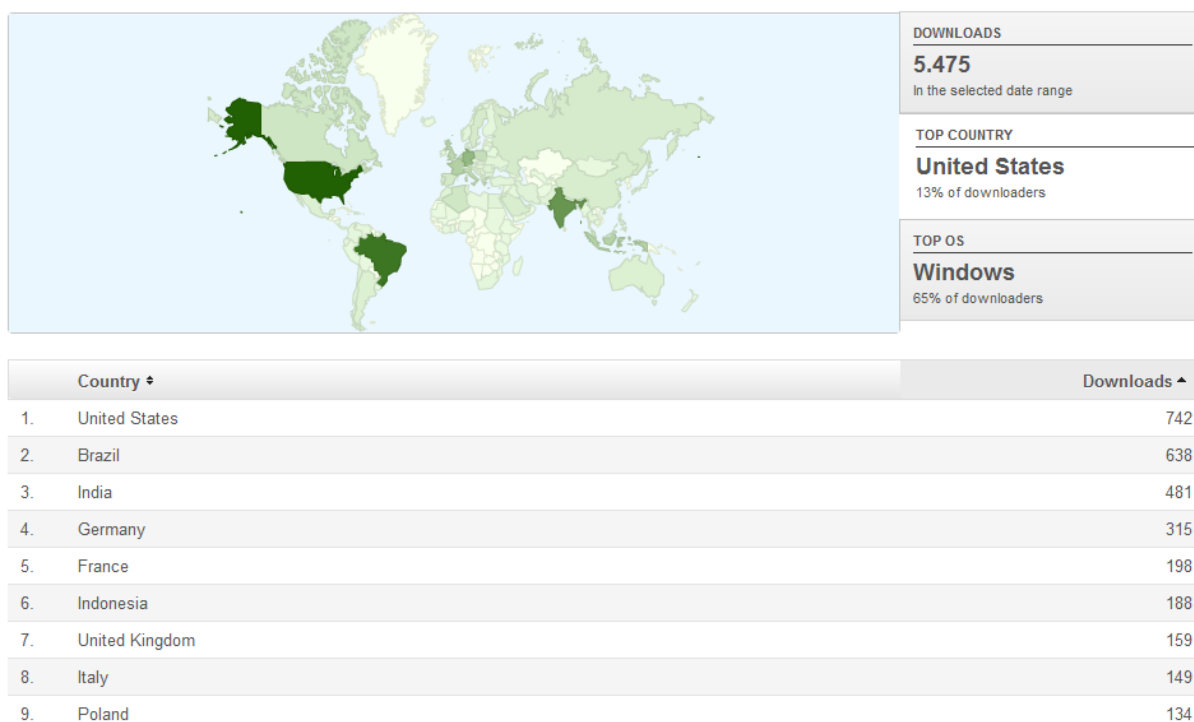 DOWNLOADS
5.475
In the selected date range
TOP COUNTRY
United States
13% of downloaders
TOP OS
Windows
65% of downloaders
Country Downloads
1. United States 742
2. Brazil 638
3. India 481
4. Germany 315
5. France 198
6. Indonesia 188
7. United Kingdom 159
8. Italy 149
9. Poland 134